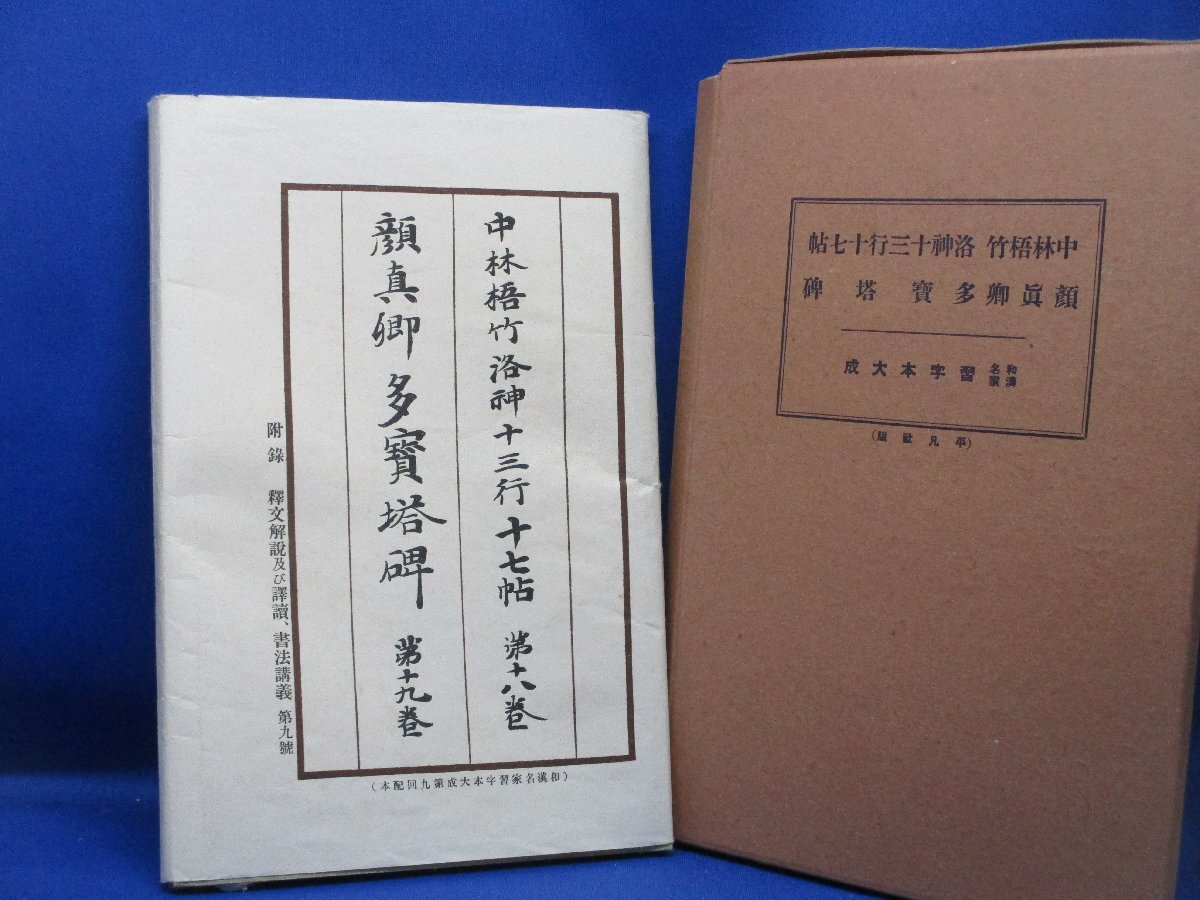 中林梧竹洛神十三行十七帖 第十八巻
顔真卿多寶塔碑 第十九巻
附錄 釋文解說及び譯讀、書法講義 第九號
(和漢名家習字本大成第九回配本)
中林梧竹 洛神十三行十七帖
顏眞卿多寶塔碑
和漢名家習字本大成
(平凡社版)